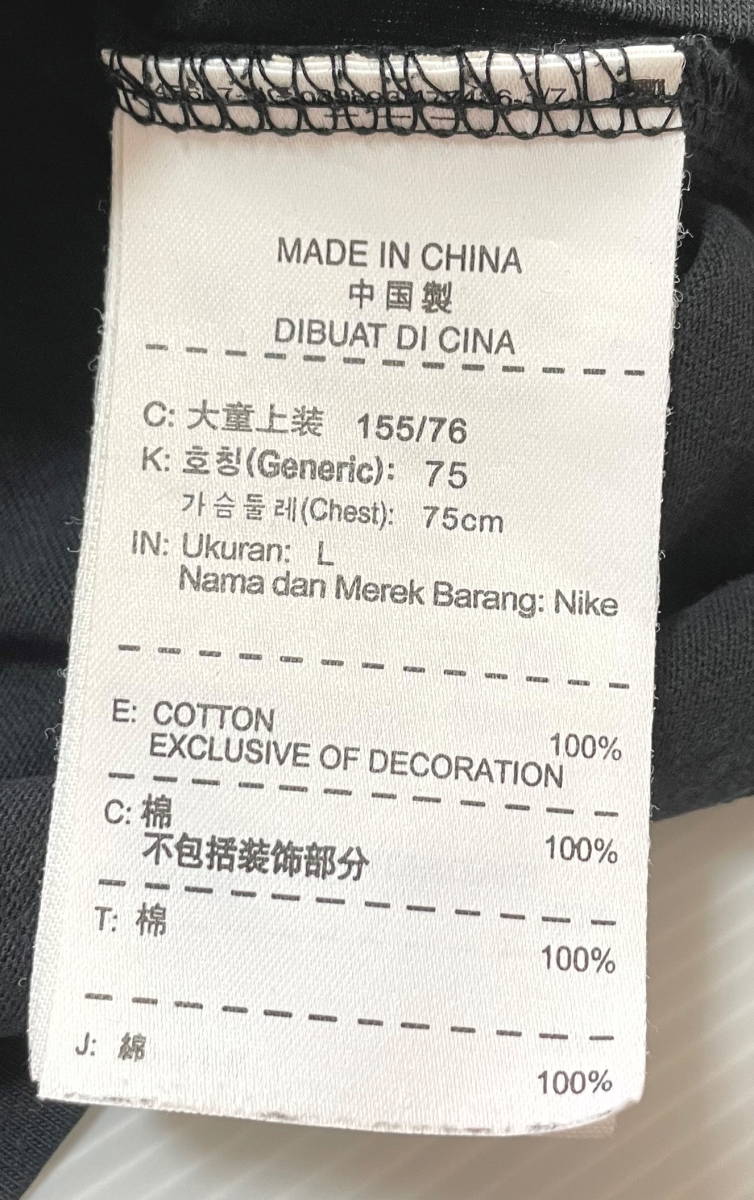 MADE IN CHINA
中国製
DIBUAT DI CINA
C: 大童上装 155/76
K: 호칭(Generic): 75
가슴둘레(Chest): 75cm
IN: Ukuran: L
Nama dan Merek Barang: Nike
E: COTTON 100%
EXCLUSIVE OF DECORATION
C: 棉 100%
不包括装饰部分
T: 棉 100%
J: 綿 100%